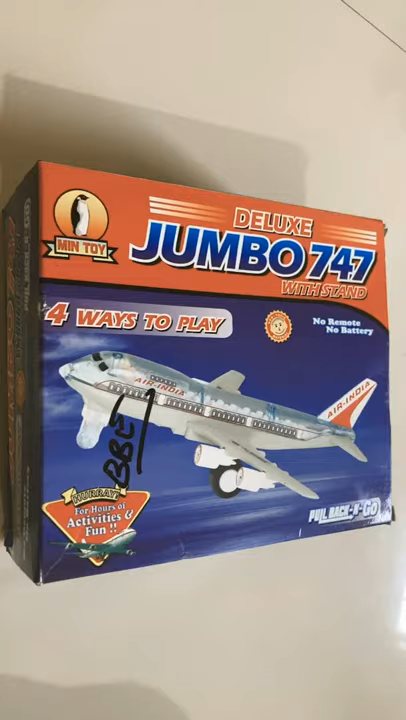 MIN TOY
DELUXE
JUMBO 747
WITH STAND
4 WAYS TO PLAY
No Remote
No Battery
AIR-INDIA
AIR-INDIA
HURRAY!
For Hours of
Activities &
Fun !!
PULL BACK-N-GO